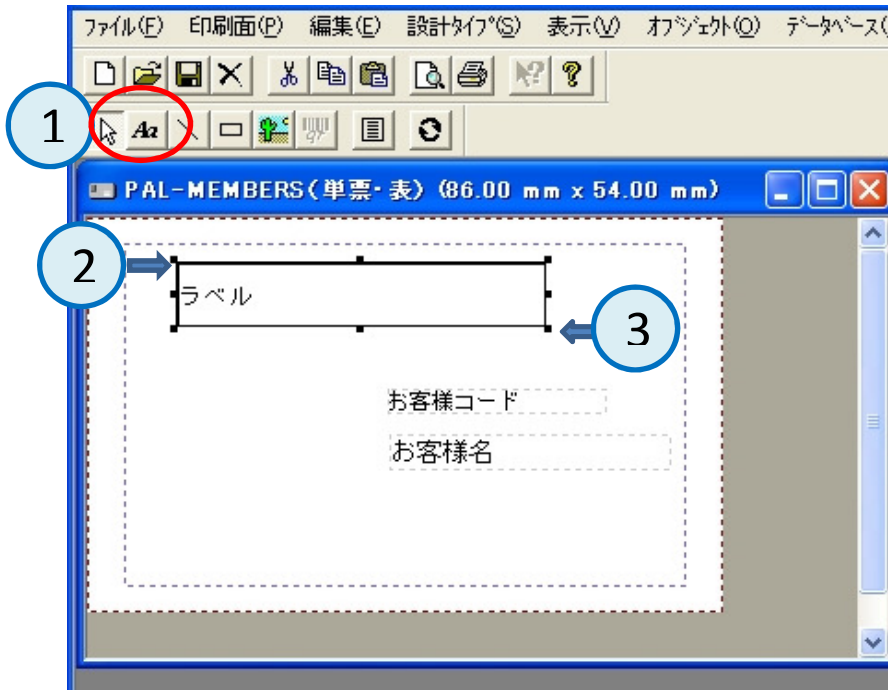 ファイル(F) 印刷面(P) 編集(E) 設計タイプ(S) 表示(V) オブジェクト(O) データベース(
1
Aa
PAL-MEMBERS(単票・表) (86.00 mm x 54.00 mm)
2
ラベル
3
お客様コード
お客様名